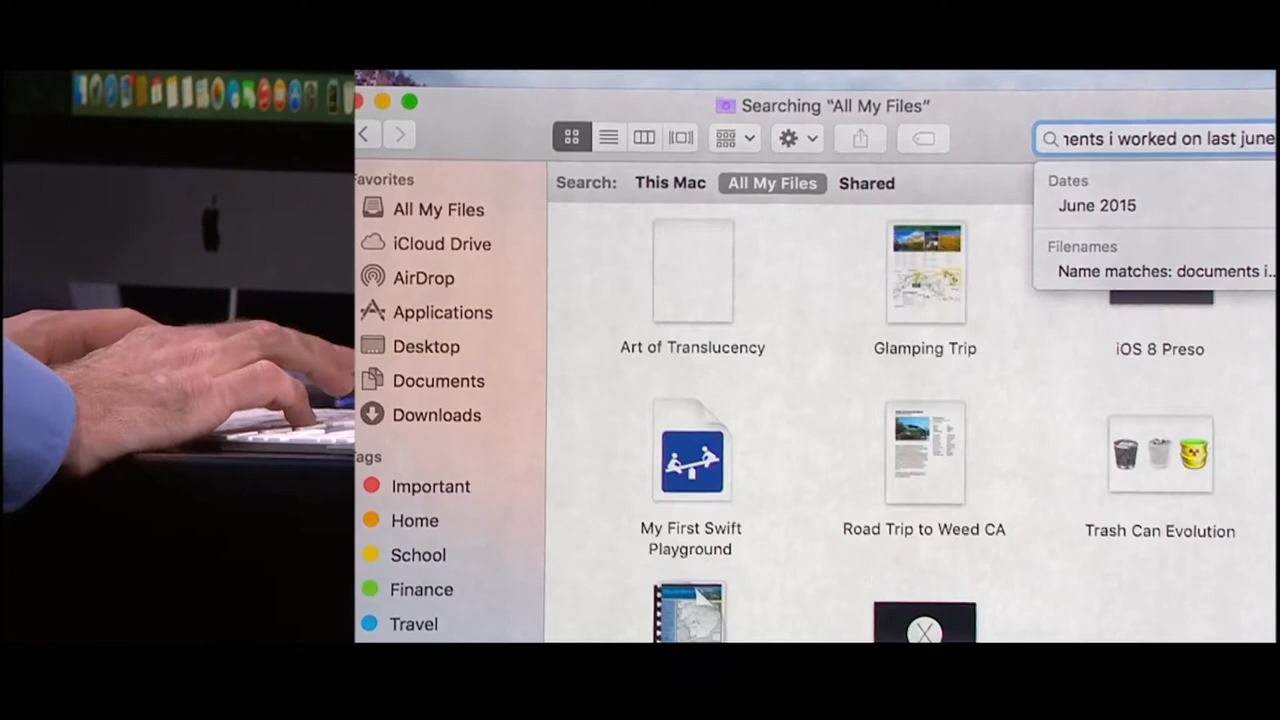 Searching “All My Files”
ments i worked on last june
Favorites
All My Files
iCloud Drive
AirDrop
Applications
Desktop
Documents
Downloads
Tags
Important
Home
School
Finance
Travel
Search: This Mac All My Files Shared
Dates
June 2015
Filenames
Name matches: documents i...
Art of Translucency
Glamping Trip
iOS 8 Preso
My First Swift
Playground
Road Trip to Weed CA
Trash Can Evolution